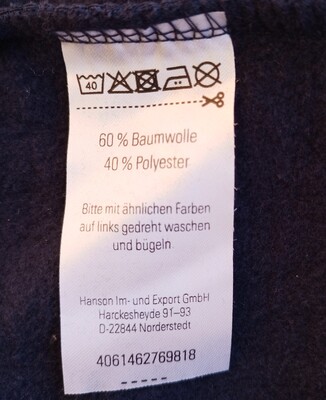 40
60 % Baumwolle
40 % Polyester
Bitte mit ähnlichen Farben
auf links gedreht waschen
und bügeln
Hanson Im- und Export GmbH
Harckesheyde 91–93
D-22844 Norderstedt
4061462769818